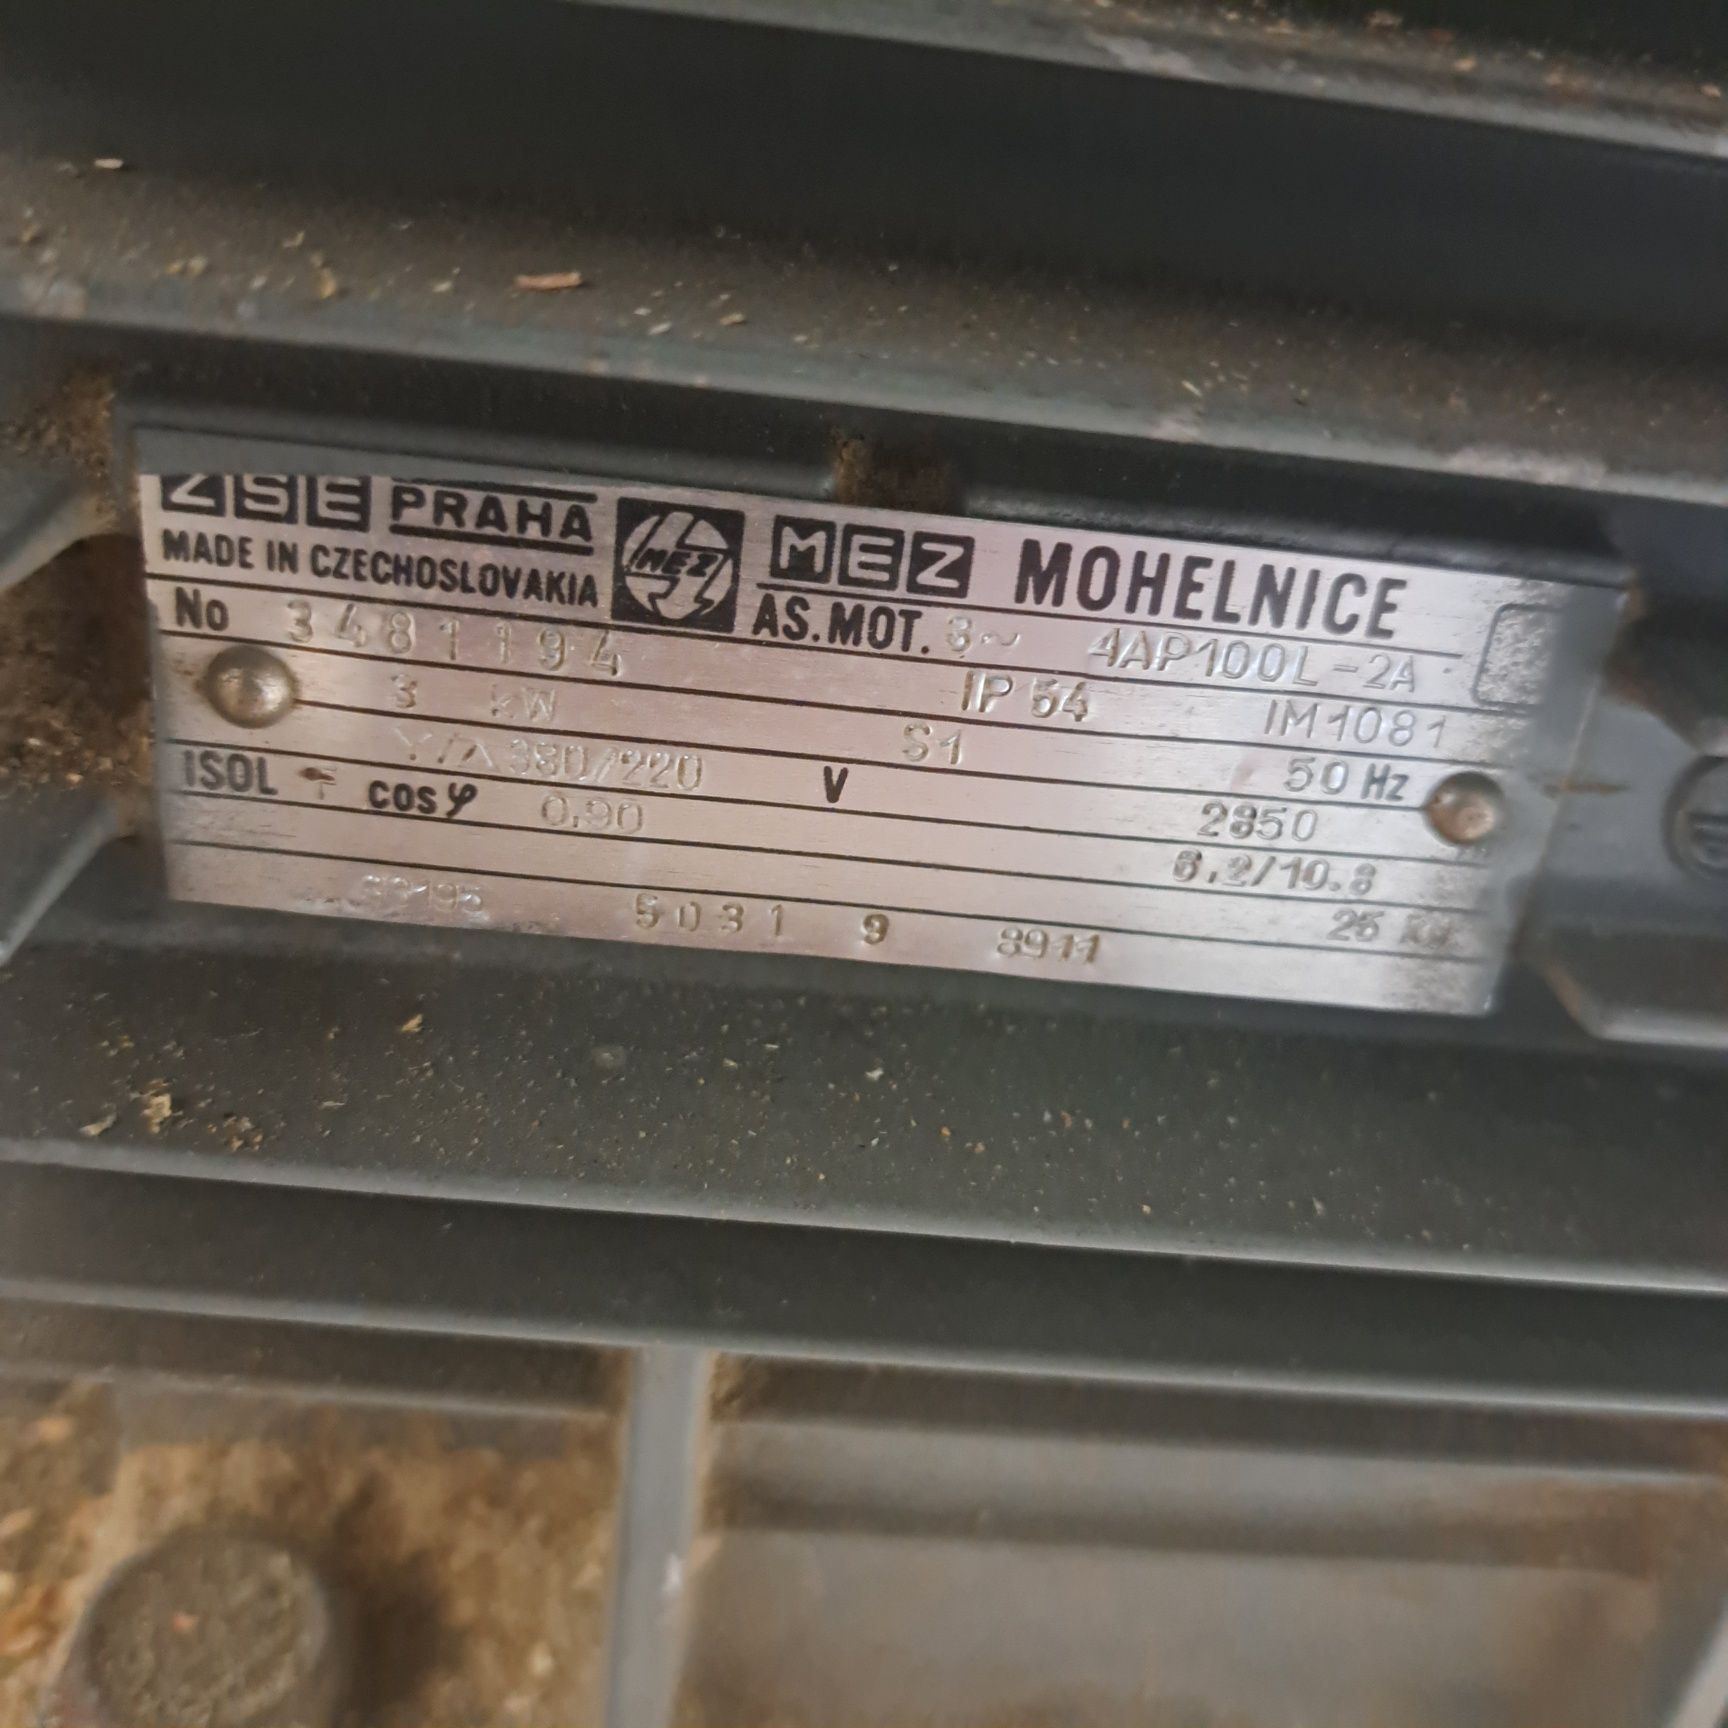 ZSE PRAHA MEZ MEZ MOHELNICE
MADE IN CZECHOSLOVAKIA AS. MOT. 3~ 4AP100L-2A
No 3481194 IP 54 IM1081
3 kW S1 50 Hz
380/220 V 2850
ISOL F cosφ 0,90 6,2/10.8
25
5031 9 8911